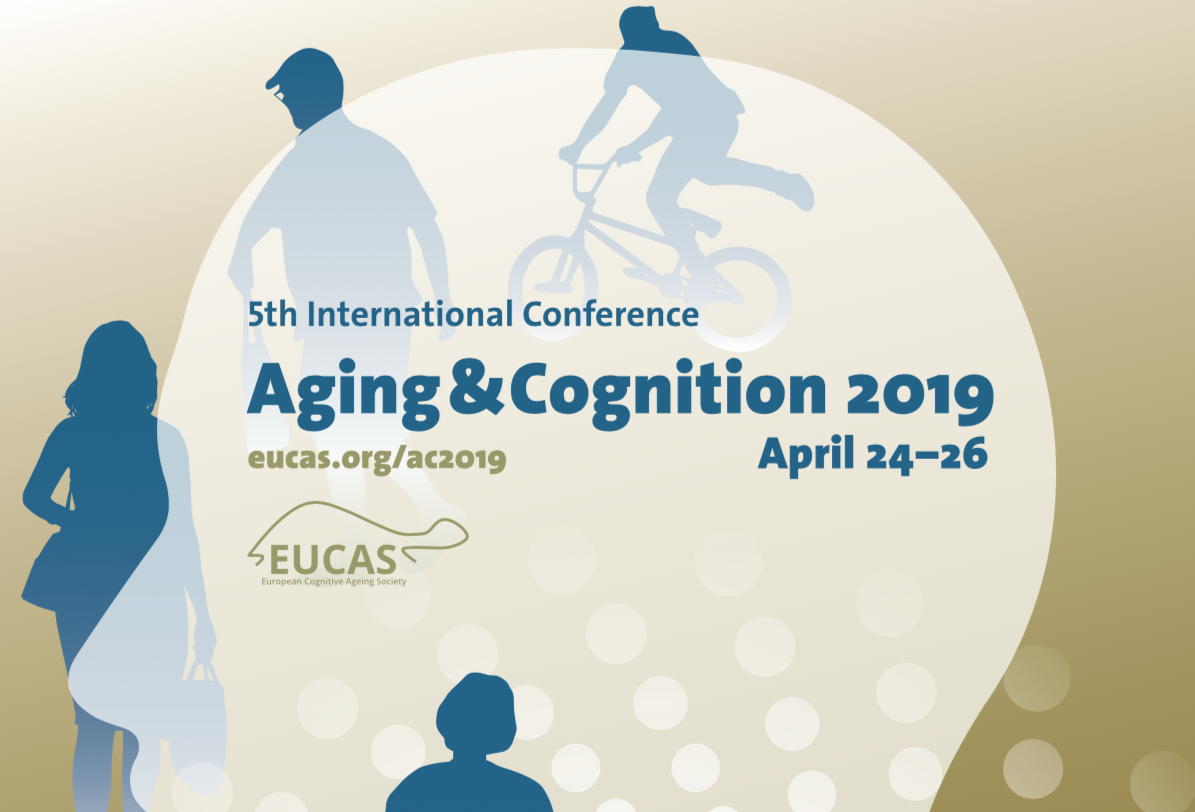 5th International Conference
Aging & Cognition 2019
eucas.org/ac2019
April 24–26
EUCAS
European Cognitive Ageing Society